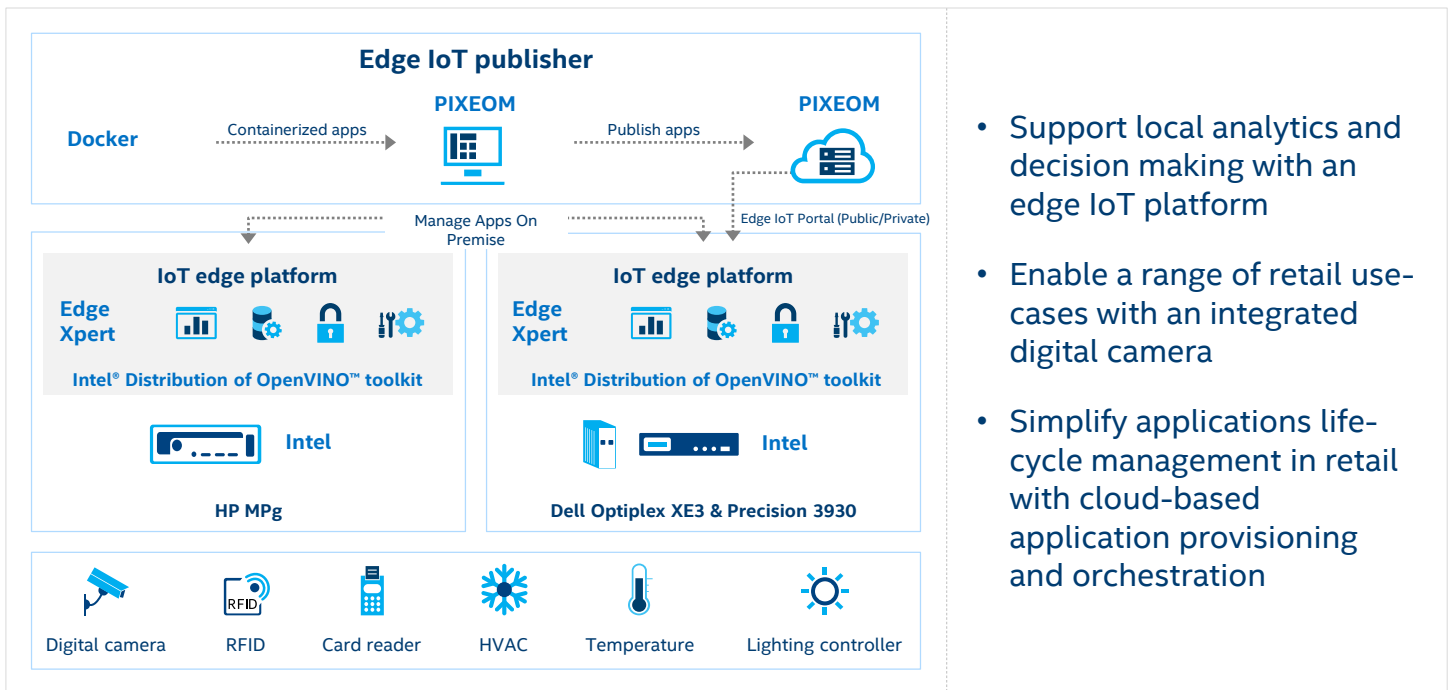 Edge IoT publisher
PIXEOM
PIXEOM
Docker
Containerized apps
Publish apps
Manage Apps On
Premise
Edge IoT Portal (Public/Private)
IoT edge platform
Edge
Xpert
Intel® Distribution of OpenVINO™ toolkit
Intel
HP MPg
IoT edge platform
Edge
Xpert
Intel® Distribution of OpenVINO™ toolkit
Intel
Dell Optiplex XE3 & Precision 3930
RFID
Digital camera
RFID
Card reader
HVAC
Temperature
Lighting controller
• Support local analytics and
decision making with an
edge IoT platform
• Enable a range of retail use-
cases with an integrated
digital camera
• Simplify applications life-
cycle management in retail
with cloud-based
application provisioning
and orchestration